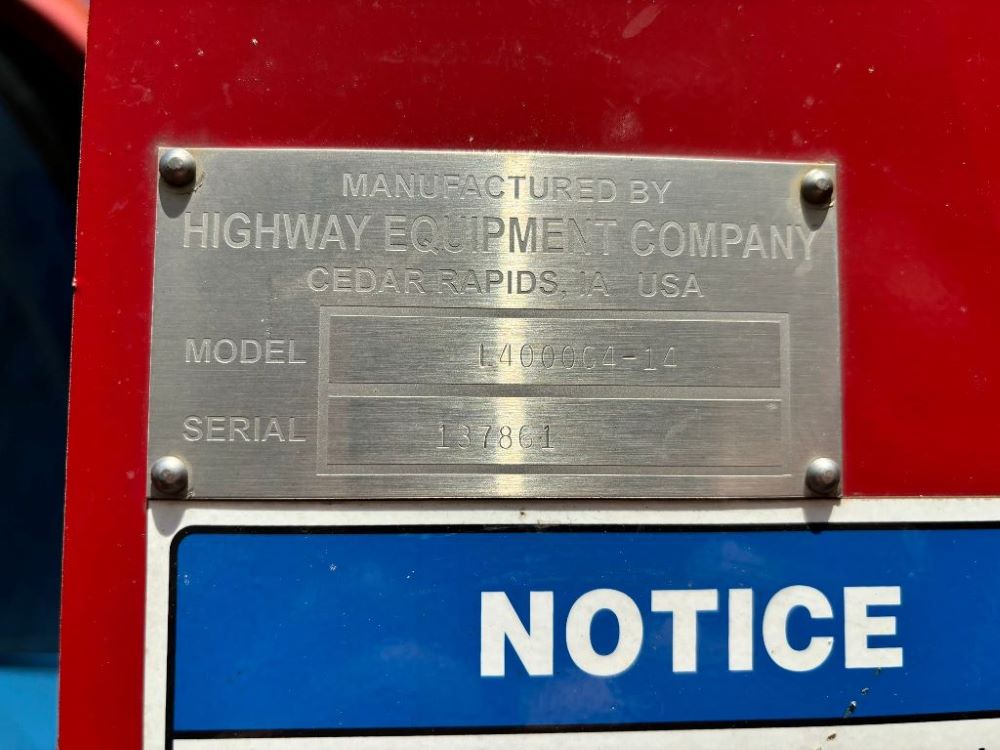 MANUFACTURED BY
HIGHWAY EQUIPMENT COMPANY
CEDAR RAPIDS, IA USA
MODEL L4000G4-14
SERIAL 137861
NOTICE